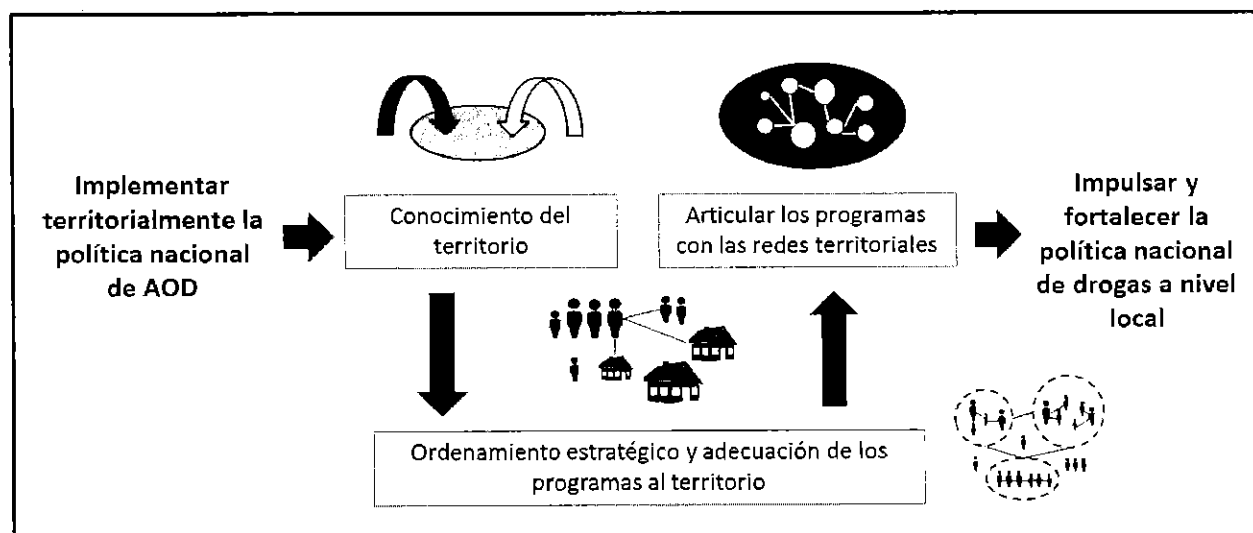 Implementar
territorialmente la
política nacional
de AOD
Conocimiento del
territorio
Ordenamiento estratégico y adecuación de los
programas al territorio
Articular los programas
con las redes territoriales
Impulsar y
fortalecer la
política nacional
de drogas a nivel
local